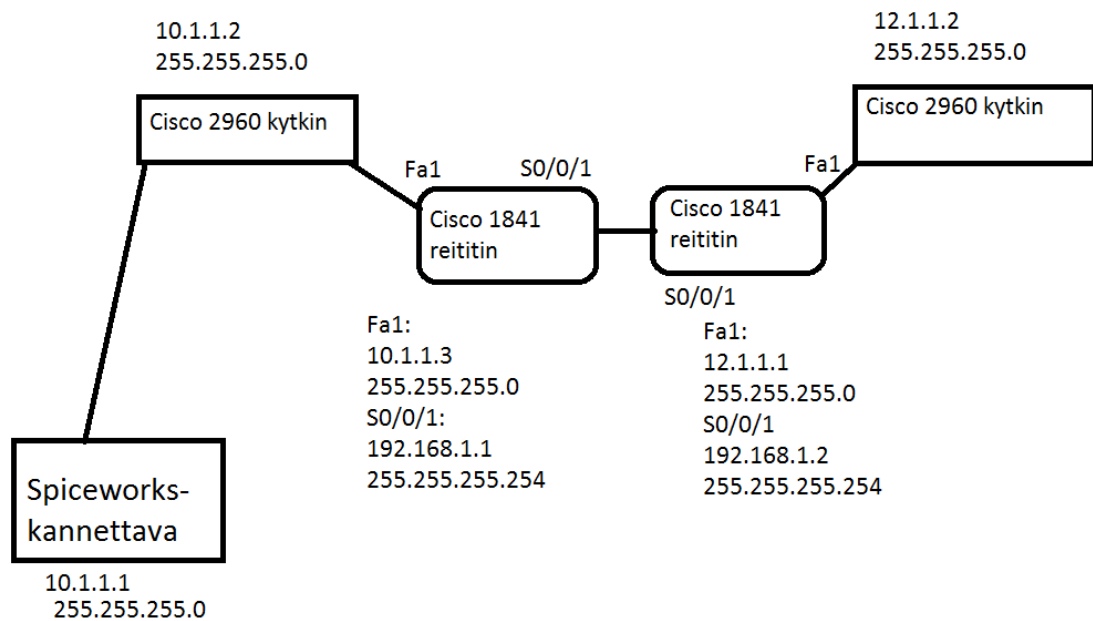 10.1.1.2
255.255.255.0
Cisco 2960 kytkin
12.1.1.2
255.255.255.0
Cisco 2960 kytkin
Fa1
S0/0/1
Fa1
Cisco 1841
reititin
Cisco 1841
reititin
S0/0/1
Fa1:
10.1.1.3
255.255.255.0
S0/0/1:
192.168.1.1
255.255.255.254
Fa1:
12.1.1.1
255.255.255.0
S0/0/1
192.168.1.2
255.255.255.254
Spiceworks-
kannettava
10.1.1.1
255.255.255.0